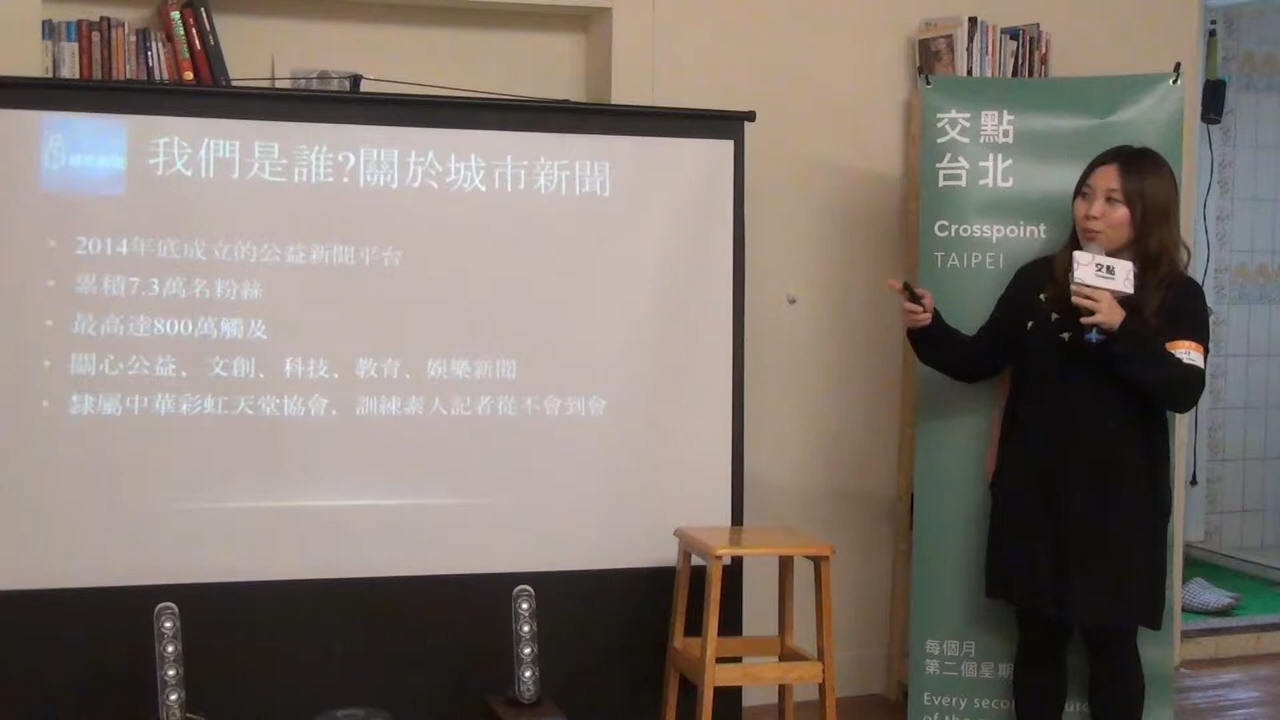 我們是誰?關於城市新聞
2014年底成立的公益新聞平台
累積7.3萬名粉絲
最高達800萬觸及
關心公益、文創、科技、教育、娛樂新聞
隸屬中華彩虹天堂協會, 訓練素人記者從不會到會
交點
台北
Crosspoint
TAIPEI
交點
每個月
第二個星期
Every
of the